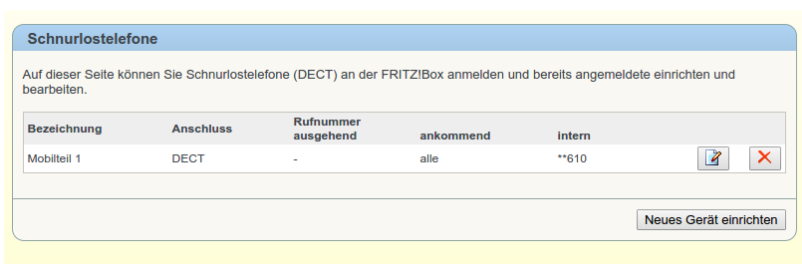 Schnurlostelefone
Auf dieser Seite können Sie Schnurlostelefone (DECT) an der FRITZ!Box anmelden und bereits angemeldete einrichten und
bearbeiten.
Bezeichnung Anschluss Rufnummer ausgehend ankommend intern
Mobilteil 1 DECT - alle **610
Neues Gerät einrichten